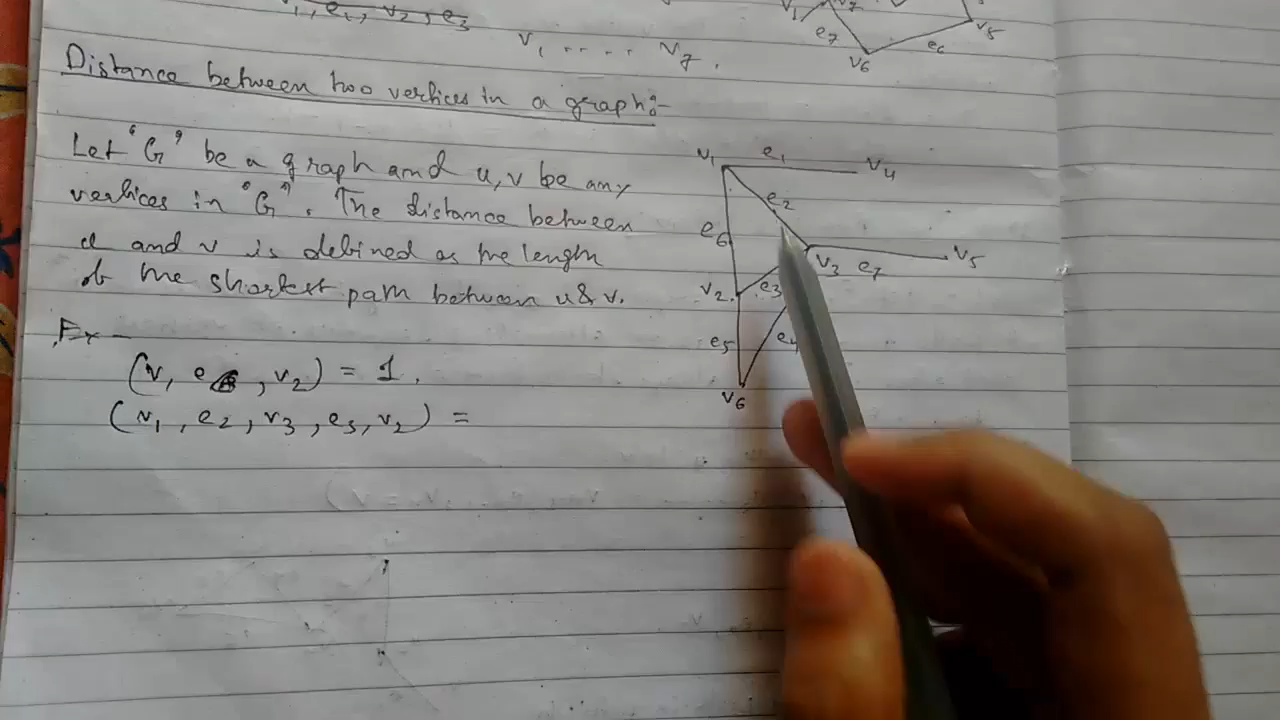 v1, e1, v2, e3
v1 ..... v7.
v1
v7
v5
e7
e6
v6
Distance between two vertices in a graph:-
Let "G" be a graph and u, v be any
vertices in "G". The distance between
u and v is defined as the length
of the shortest path between u & v.
Ex-
(v1 e6, v2) = 1.
(v1, e2, v3, e3, v2) =
v1 e1 v4
e2
e6
v3 e7 v5
v2 e3
e5 e4
v6